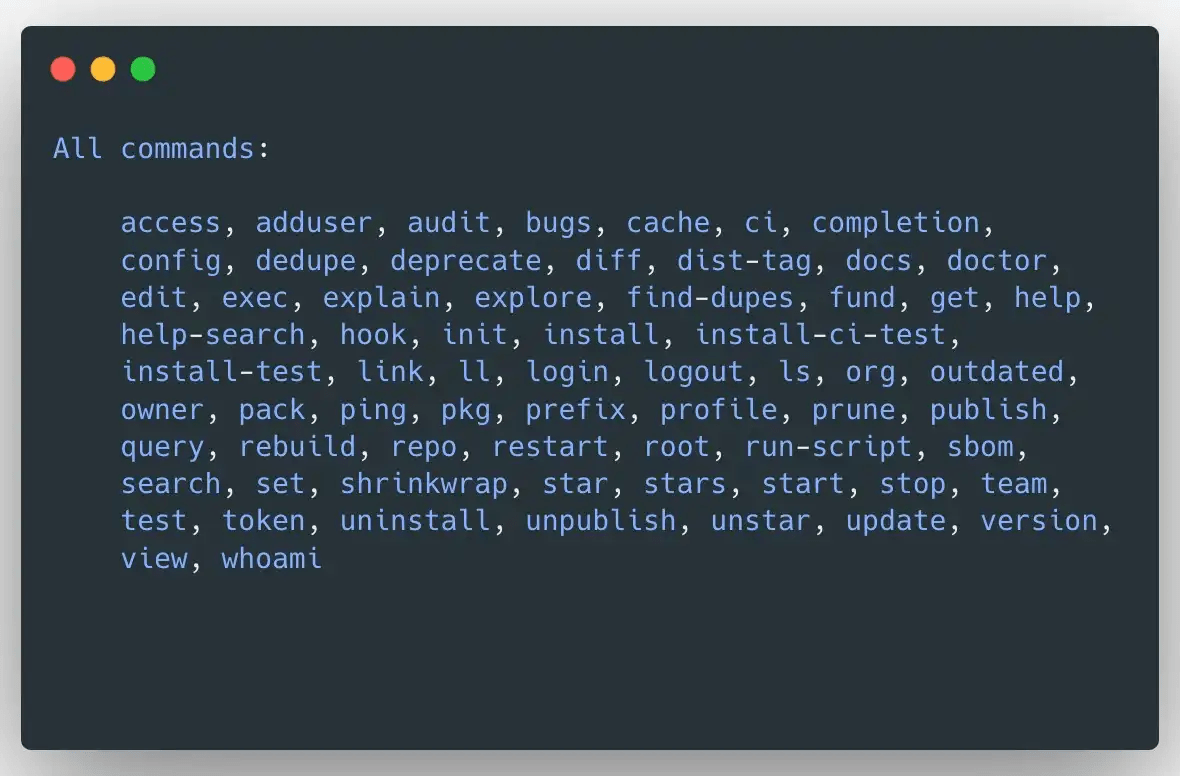 All commands:
access, adduser, audit, bugs, cache, ci, completion,
config, dedupe, deprecate, diff, dist-tag, docs, doctor,
edit, exec, explain, explore, find-dupes, fund, get, help,
help-search, hook, init, install, install-ci-test,
install-test, link, ll, login, logout, ls, org, outdated,
owner, pack, ping, pkg, prefix, profile, prune, publish,
query, rebuild, repo, restart, root, run-script, sbom,
search, set, shrinkwrap, star, stars, start, stop, team,
test, token, uninstall, unpublish, unstar, update, version,
view, whoami